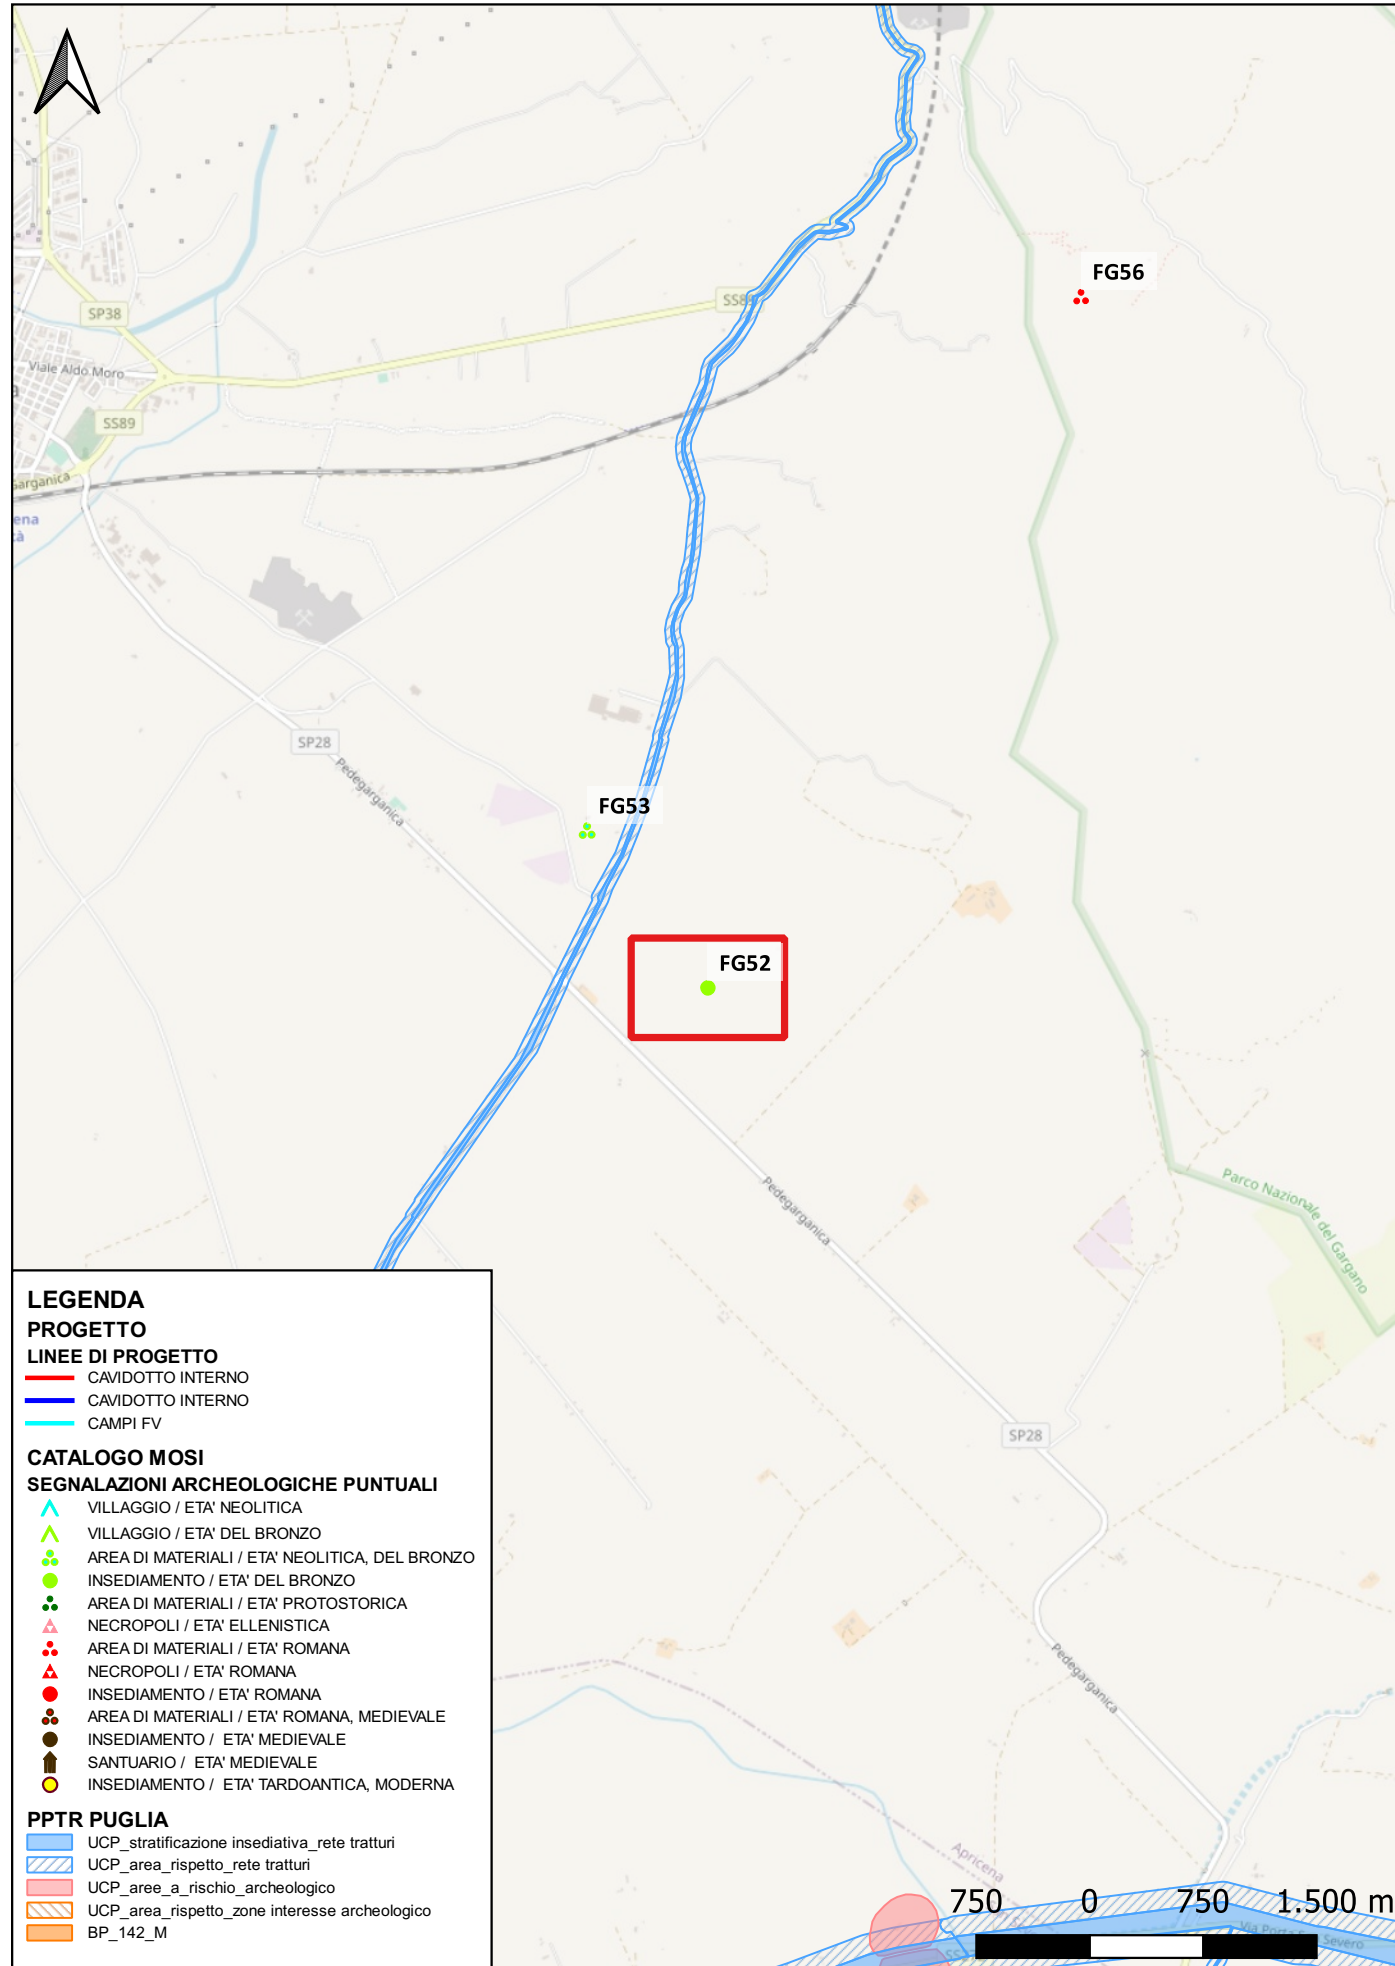 FG56
SP38
SS89
Viale Aldo Moro
SS89
Garganica
ena
tà
SP28
Pedegarganica
FG53
FG52
Pedegarganica
Parco Nazionale del Gargano
SP28
Pedegarganica
Apricena
750 0 750 1.500 m
LEGENDA
PROGETTO
LINEE DI PROGETTO
CAVIDOTTO INTERNO
CAVIDOTTO INTERNO
CAMPI FV
CATALOGO MOSI
SEGNALAZIONI ARCHEOLOGICHE PUNTUALI
VILLAGGIO / ETA' NEOLITICA
VILLAGGIO / ETA' DEL BRONZO
AREA DI MATERIALI / ETA' NEOLITICA, DEL BRONZO
INSEDIAMENTO / ETA' DEL BRONZO
AREA DI MATERIALI / ETA' PROTOSTORICA
NECROPOLI / ETA' ELLENISTICA
AREA DI MATERIALI / ETA' ROMANA
NECROPOLI / ETA' ROMANA
INSEDIAMENTO / ETA' ROMANA
AREA DI MATERIALI / ETA' ROMANA, MEDIEVALE
INSEDIAMENTO / ETA' MEDIEVALE
SANTUARIO / ETA' MEDIEVALE
INSEDIAMENTO / ETA' TARDOANTICA, MODERNA
PPTR PUGLIA
UCP_stratificazione insediativa_rete tratturi
UCP_area_rispetto_rete tratturi
UCP_aree_a_rischio_archeologico
UCP_area_rispetto_zone interesse archeologico
BP_142_M